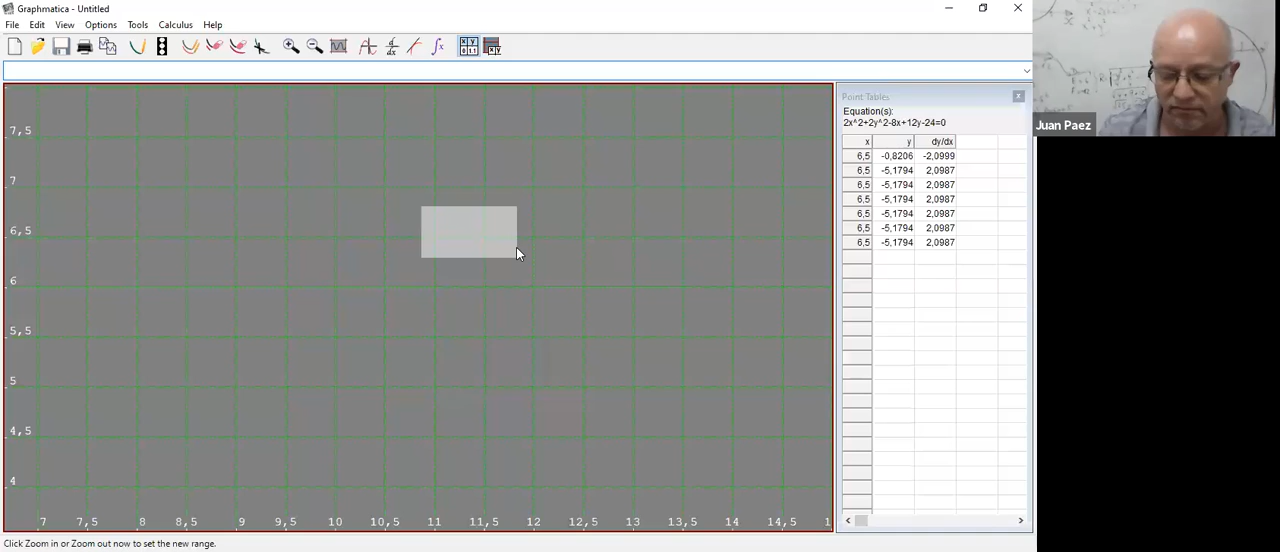 Graphmatica - Untitled
File Edit View Options Tools Calculus Help
Point Tables
Equation(s):
2x^2+2y^2-8x+12y-24=0
x y dy/dx
6,5 -0,8206 -2,0999
6,5 -5,1794 2,0987
6,5 -5,1794 2,0987
6,5 -5,1794 2,0987
6,5 -5,1794 2,0987
6,5 -5,1794 2,0987
6,5 -5,1794 2,0987
7,5
7
6,5
6
5,5
5
4,5
4
7 7,5 8 8,5 9 9,5 10 10,5 11 11,5 12 12,5 13 13,5 14 14,5 1
Click Zoom in or Zoom out now to set the new range.
Juan Paez